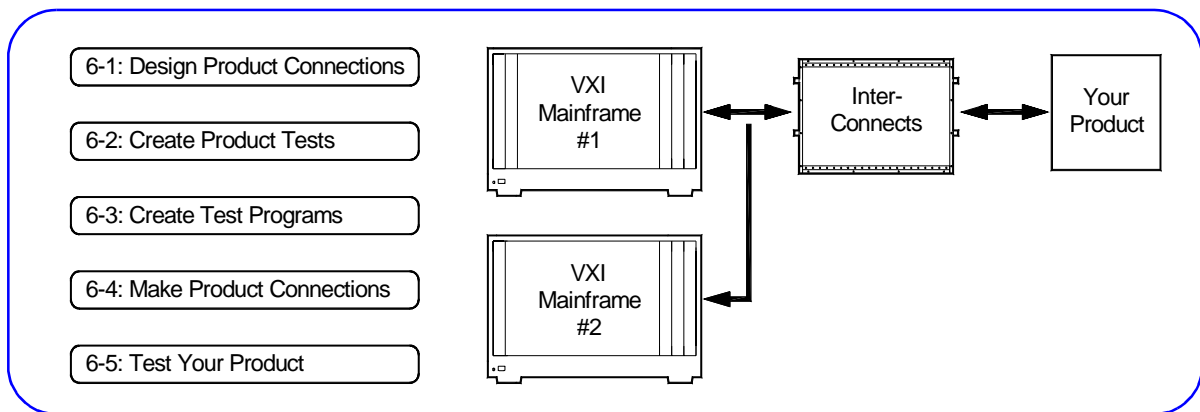 6-1: Design Product Connections
6-2: Create Product Tests
6-3: Create Test Programs
6-4: Make Product Connections
6-5: Test Your Product
VXI
Mainframe
#1
Inter-
Connects
Your
Product
VXI
Mainframe
#2